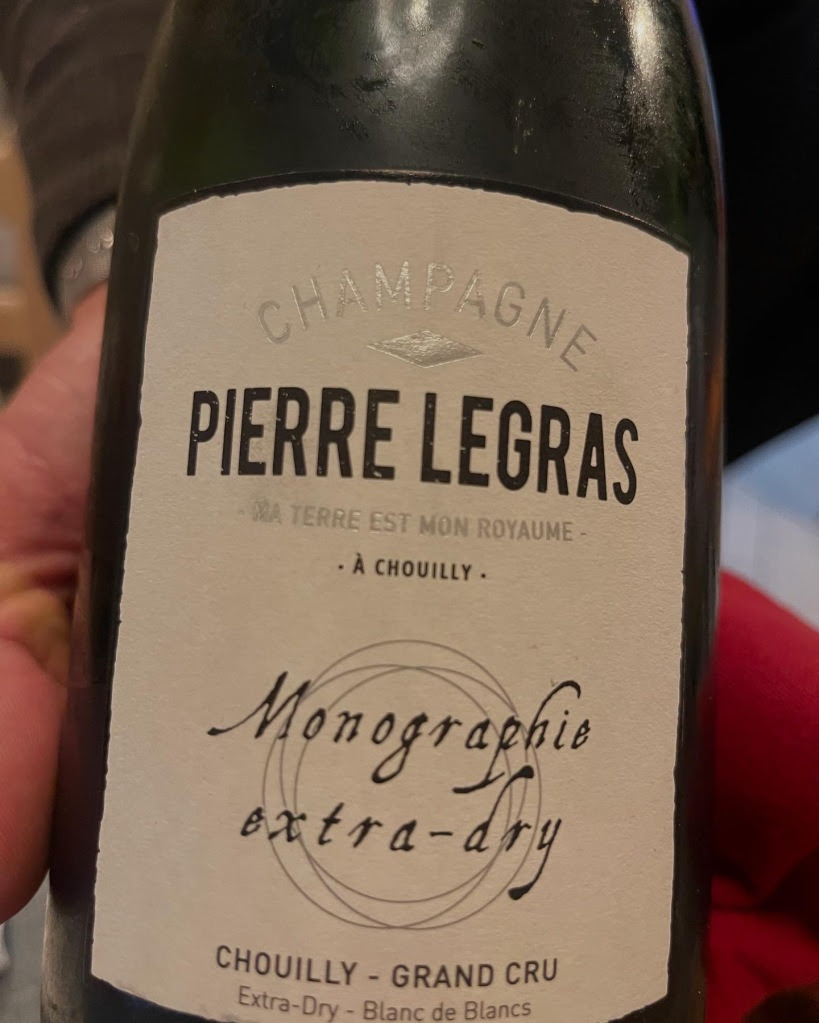 CHAMPAGNE
PIERRE LEGRAS
- MA TERRE EST MON ROYAUME -
· À CHOUILLY ·
Monographie
extra-dry
CHOUILLY - GRAND CRU
Extra-Dry - Blanc de Blancs